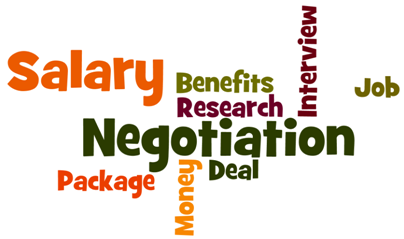 Salary
Benefits
Interview
Job
Research
Negotiation
Package
Money
Deal